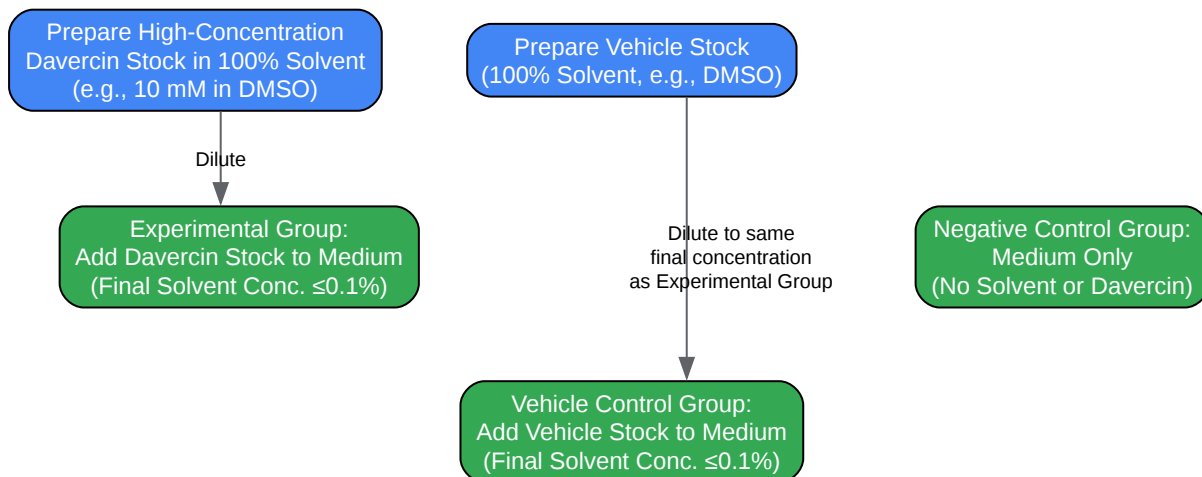 Prepare High-Concentration
Davercin Stock in 100% Solvent
(e.g., 10 mM in DMSO)
Prepare Vehicle Stock
(100% Solvent, e.g., DMSO)
Dilute
Experimental Group:
Add Davercin Stock to Medium
(Final Solvent Conc. ≤0.1%)
Dilute to same
final concentration
as Experimental Group
Negative Control Group:
Medium Only
(No Solvent or Davercin)
Vehicle Control Group:
Add Vehicle Stock to Medium
(Final Solvent Conc. ≤0.1%)